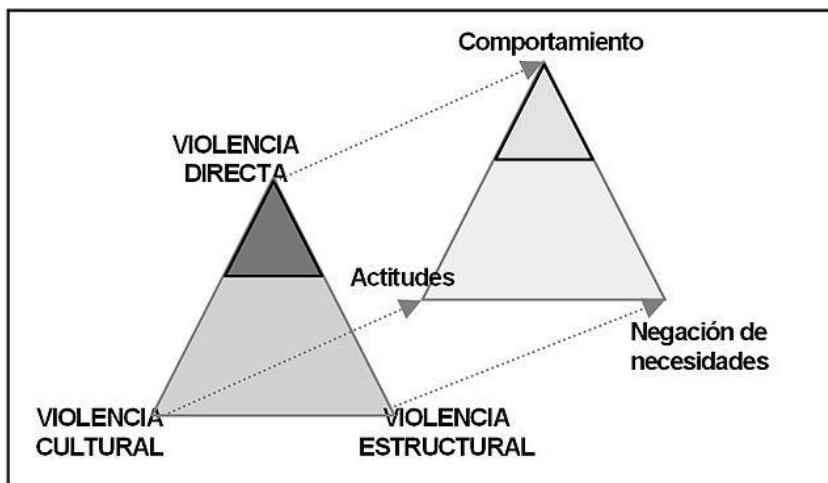 Comportamiento
VIOLENCIA
DIRECTA
Actitudes
Negación de
necesidades
VIOLENCIA
CULTURAL
VIOLENCIA
ESTRUCTURAL